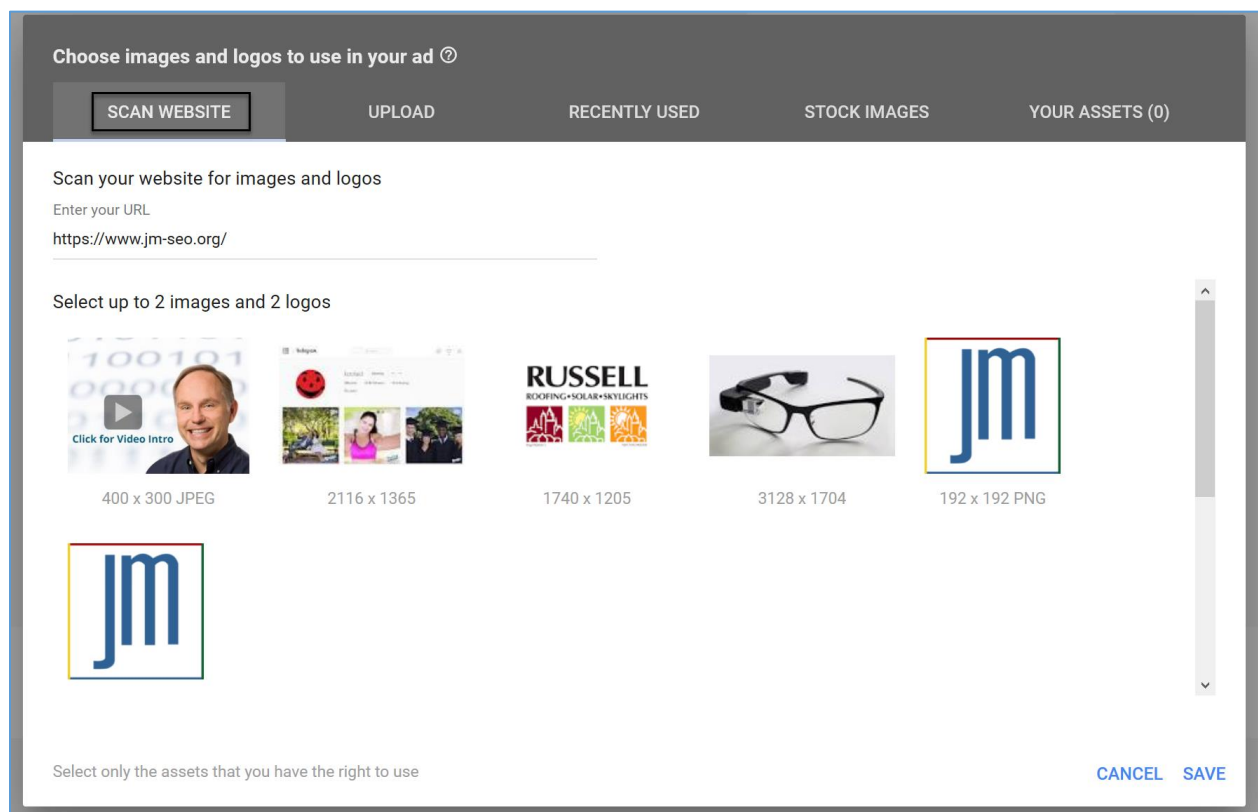 Choose images and logos to use in your ad
SCAN WEBSITE UPLOAD RECENTLY USED STOCK IMAGES YOUR ASSETS (0)
Scan your website for images and logos
Enter your URL
https://www.jm-seo.org/
Select up to 2 images and 2 logos
100101
Click for Video Intro
RUSSELL
ROOFING•SOLAR•SKYLIGHTS
jm
400 x 300 JPEG 2116 x 1365 1740 x 1205 3128 x 1704 192 x 192 PNG
jm
Select only the assets that you have the right to use
CANCEL SAVE